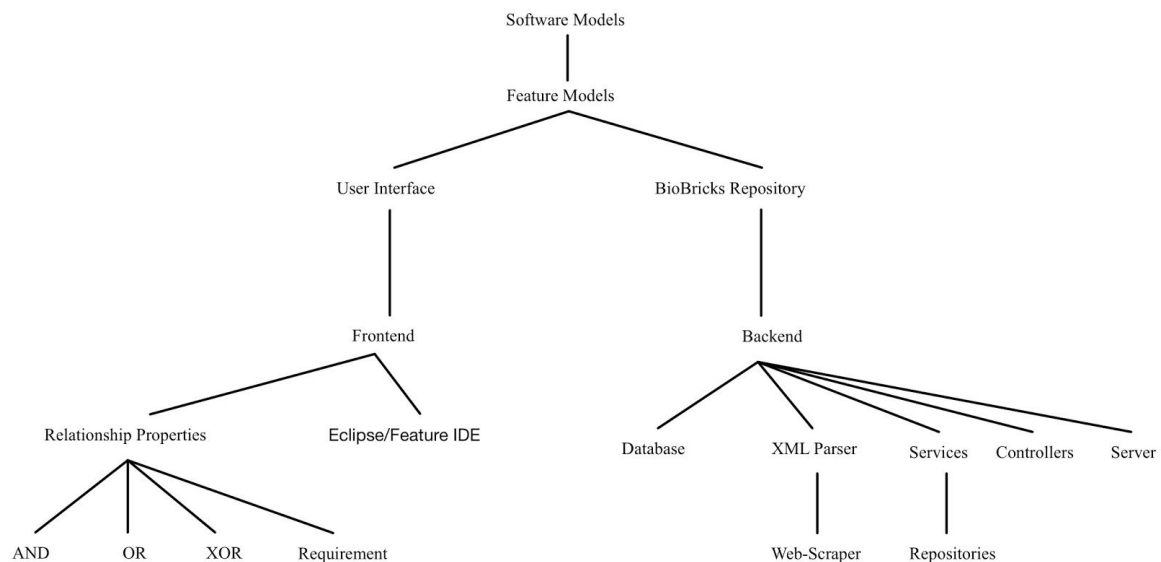 Software Models
Feature Models
User Interface
BioBricks Repository
Frontend
Backend
Relationship Properties
Eclipse/Feature IDE
Database
XML Parser
Services
Controllers
Server
AND
OR
XOR
Requirement
Web-Scraper
Repositories